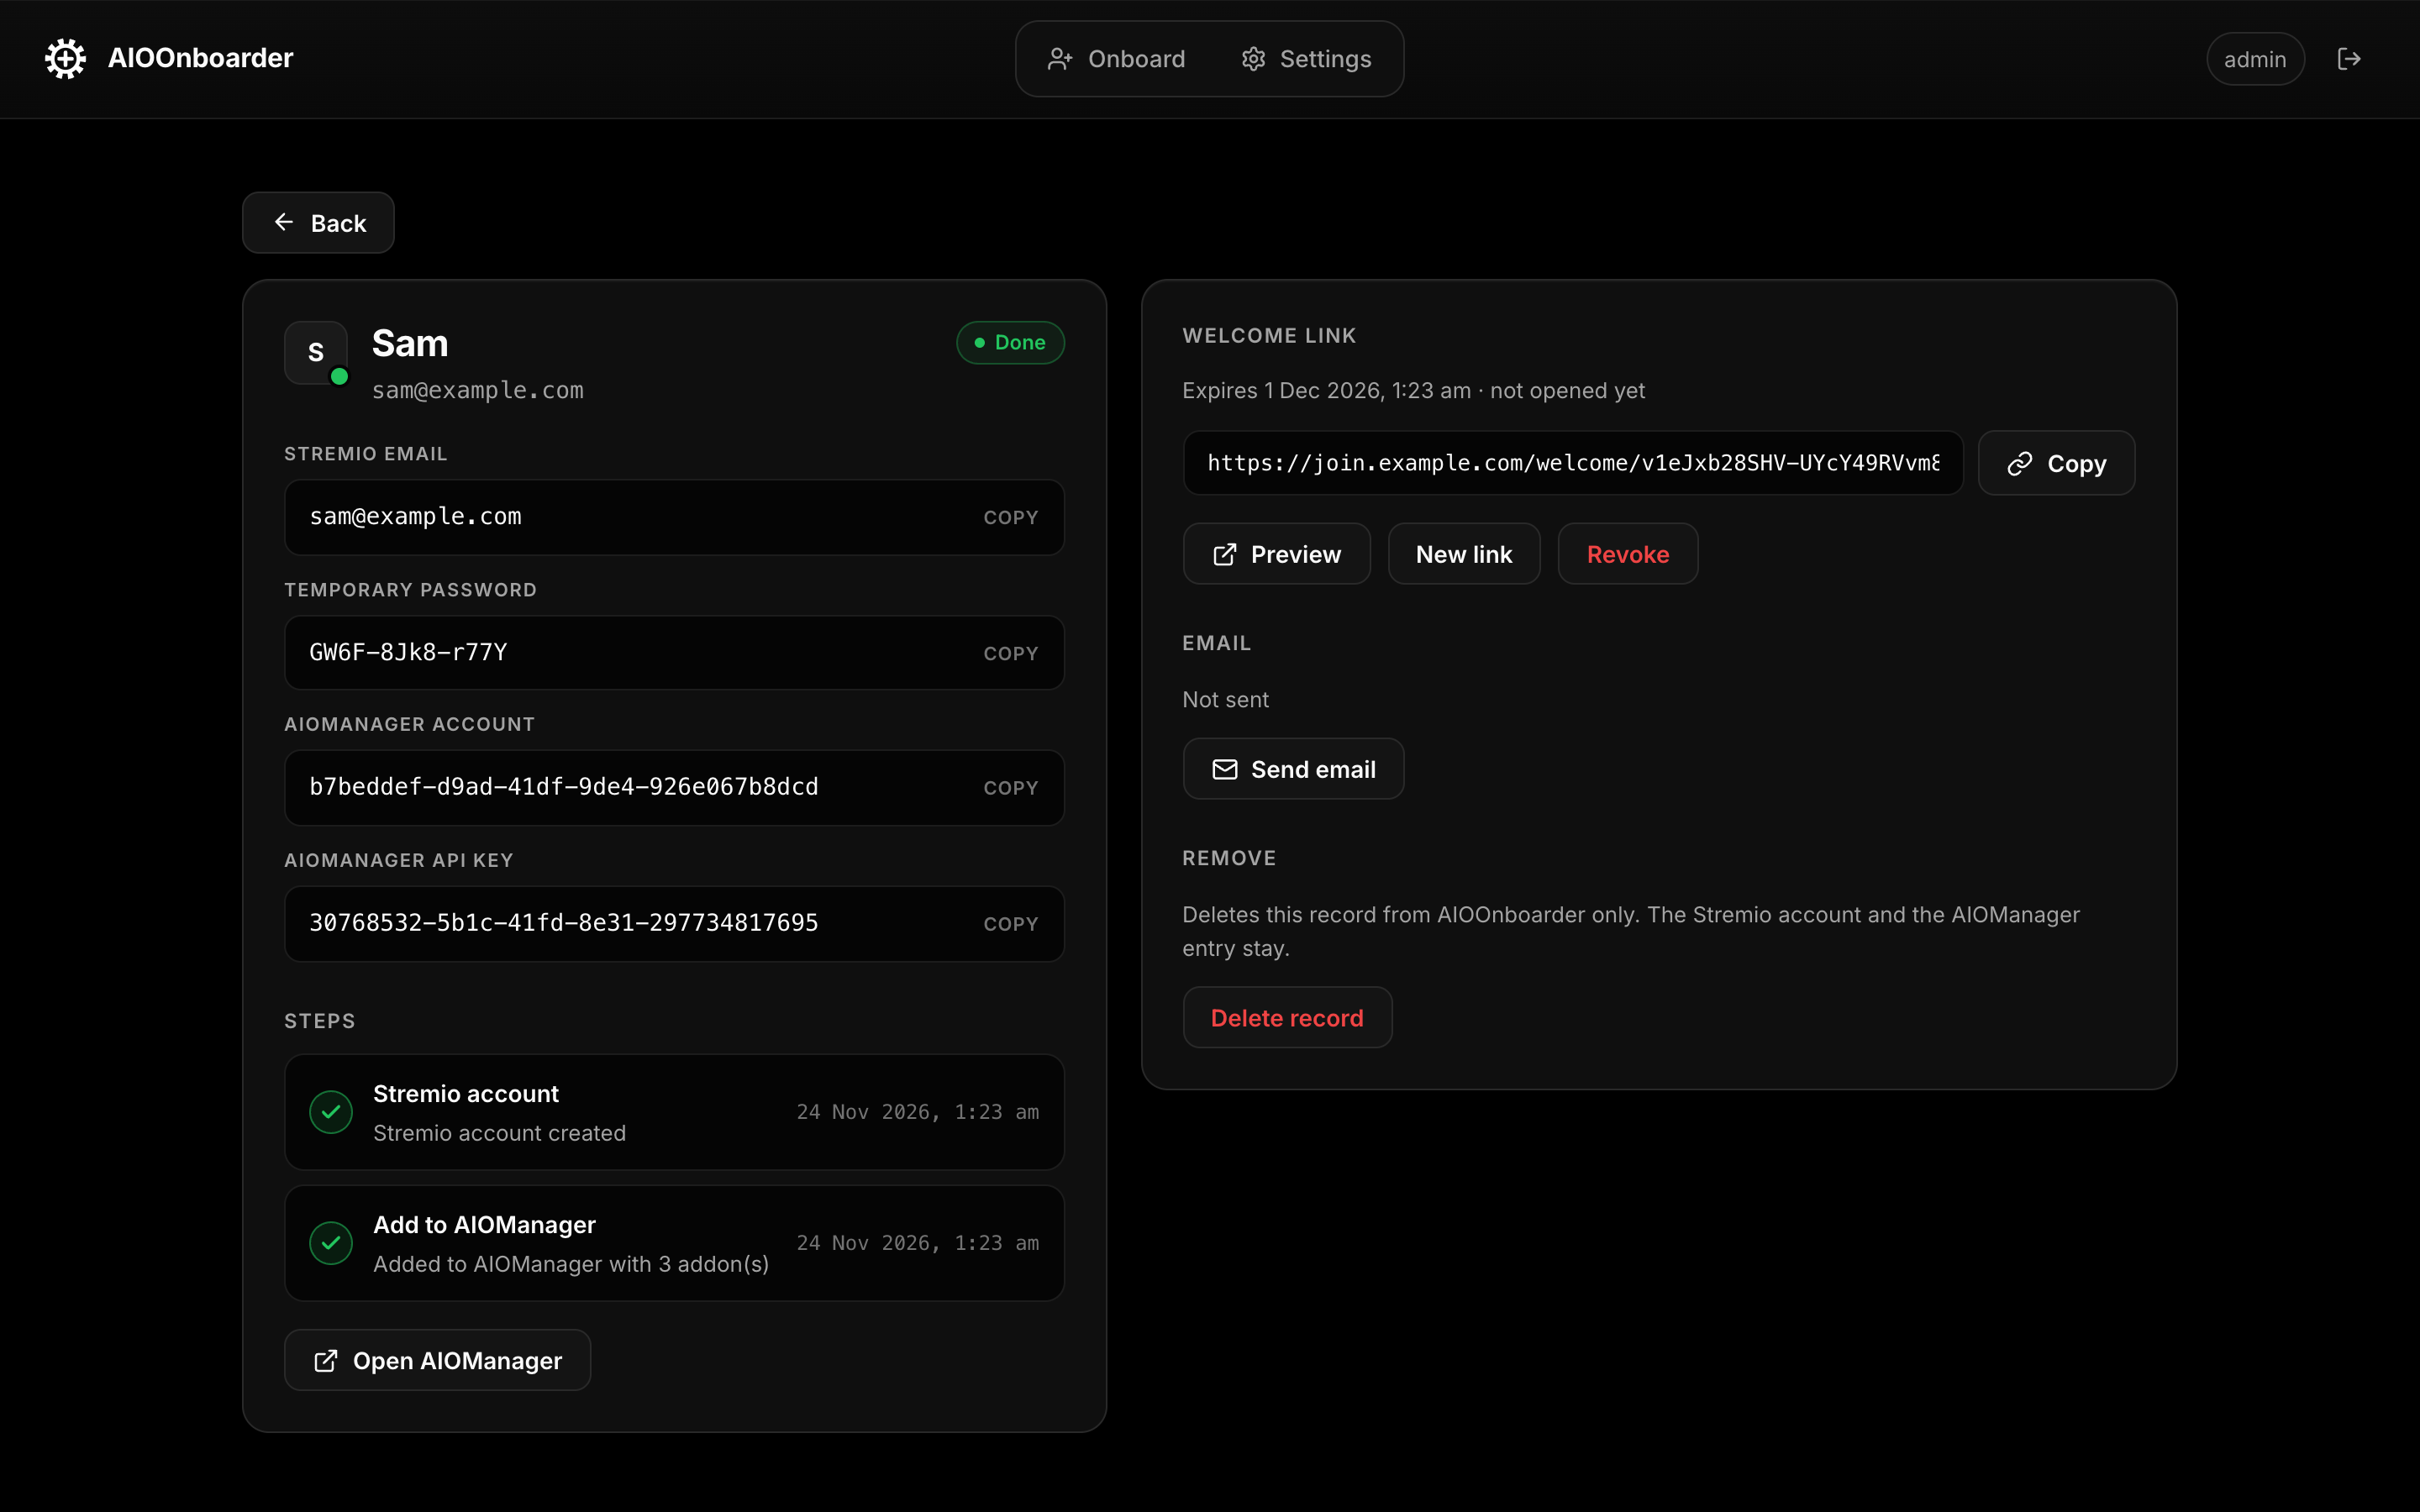 AIOOnboarder
Onboard
Settings
admin
Back
S
Sam
sam@example.com
Done
STREMIO EMAIL
sam@example.com
COPY
TEMPORARY PASSWORD
GW6F-8Jk8-r77Y
COPY
AIOMANAGER ACCOUNT
b7beddef-d9ad-41df-9de4-926e067b8dcd
COPY
AIOMANAGER API KEY
30768532-5b1c-41fd-8e31-297734817695
COPY
STEPS
Stremio account
Stremio account created
24 Nov 2026, 1:23 am
Add to AIOManager
Added to AIOManager with 3 addon(s)
24 Nov 2026, 1:23 am
Open AIOManager
WELCOME LINK
Expires 1 Dec 2026, 1:23 am · not opened yet
https://join.example.com/welcome/v1eJxb28SHV-UYcY49RVvm8
Copy
Preview
New link
Revoke
EMAIL
Not sent
Send email
REMOVE
Deletes this record from AIOOnboarder only. The Stremio account and the AIOManager
entry stay.
Delete record